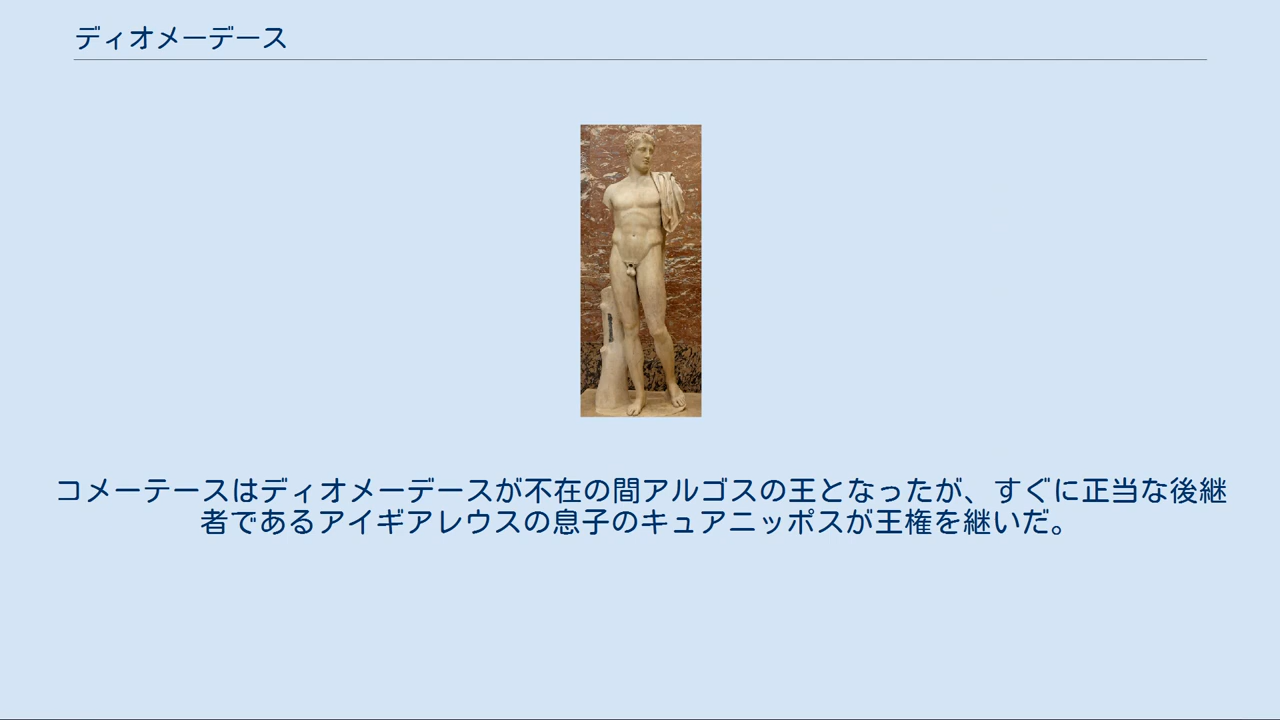 ディオメーデース
コメーテースはディオメーデースが不在の間アルゴスの王となったが、すぐに正当な後継
者であるアイギアレウスの息子のキュアニッポスが王権を継いだ。